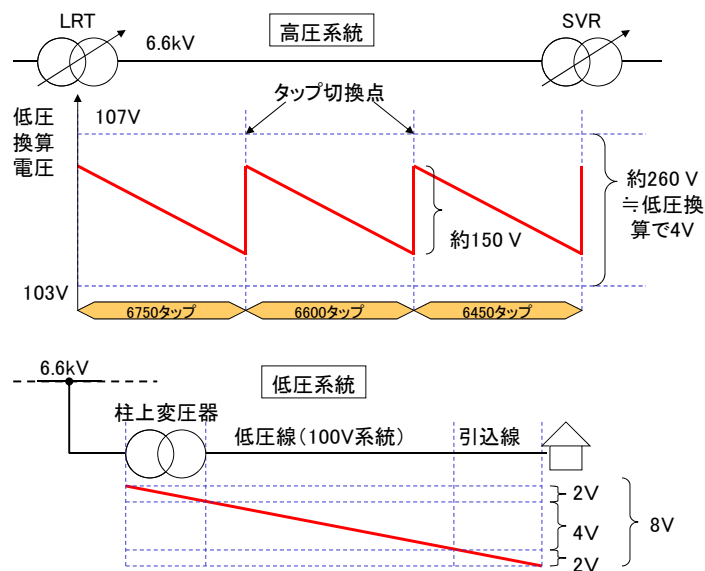 LRT
6.6kV
高圧系統
SVR
タップ切換点
低圧
換算
電圧
107V
約260 V
≒低圧換
算で4V
約150 V
103V
6750タップ
6600タップ
6450タップ
6.6kV
低圧系統
柱上変圧器
低圧線(100V系統)
引込線
2V
4V
8V
2V